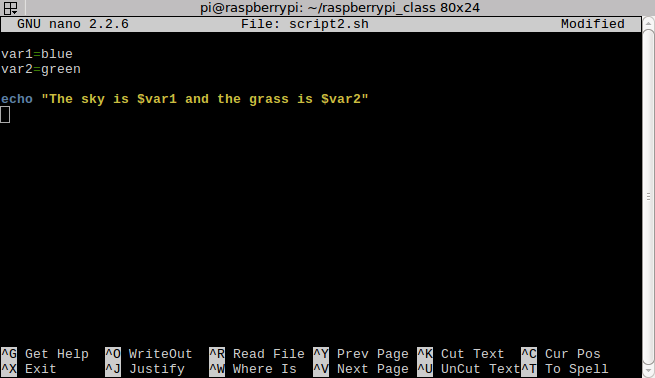 pi@raspberrypi: ~/raspberrypi_class 80x24
GNU nano 2.2.6 File: script2.sh Modified
var1=blue
var2=green
echo "The sky is $var1 and the grass is $var2"
^G Get Help ^O WriteOut ^R Read File ^Y Prev Page ^K Cut Text ^C Cur Pos
^X Exit ^J Justify ^W Where Is ^V Next Page ^U UnCut Text ^T To Spell